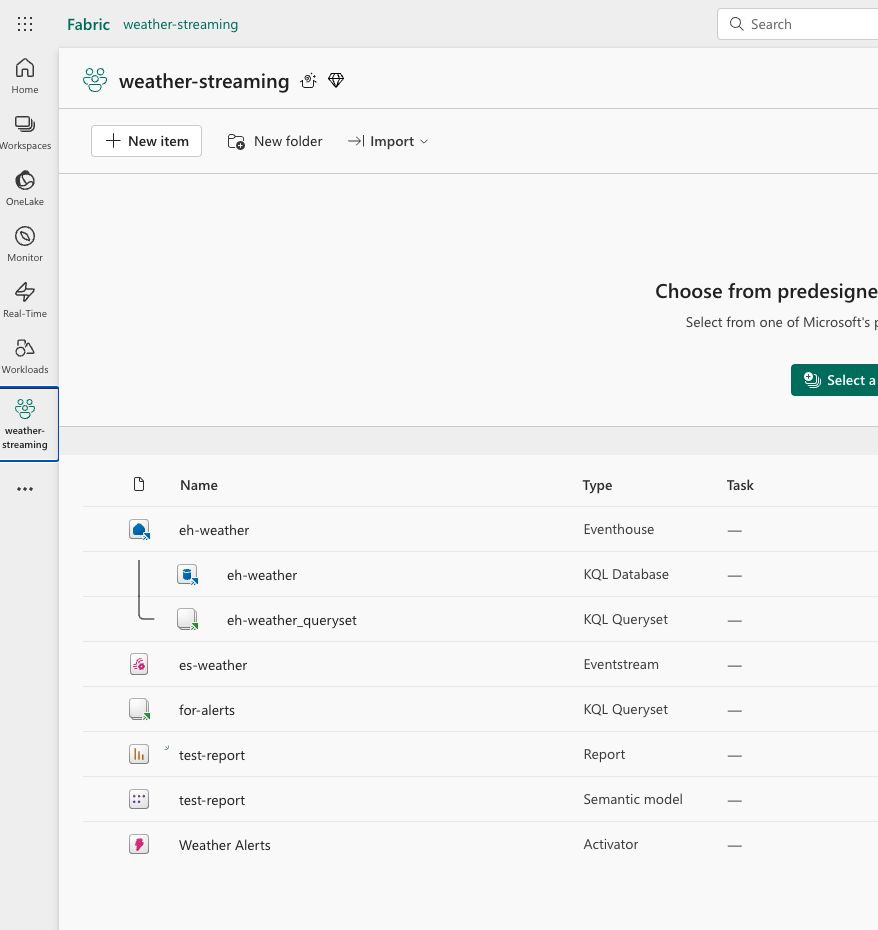 Fabric weather-streaming
Search
Home
Workspaces
OneLake
Monitor
Real-Time
Workloads
weather-
streaming
weather-streaming
New item New folder Import
Choose from predesigne
Select from one of Microsoft's p
Select a
Name Type Task
eh-weather Eventhouse —
eh-weather KQL Database —
eh-weather_queryset KQL Queryset —
es-weather Eventstream —
for-alerts KQL Queryset —
test-report Report —
test-report Semantic model —
Weather Alerts Activator —